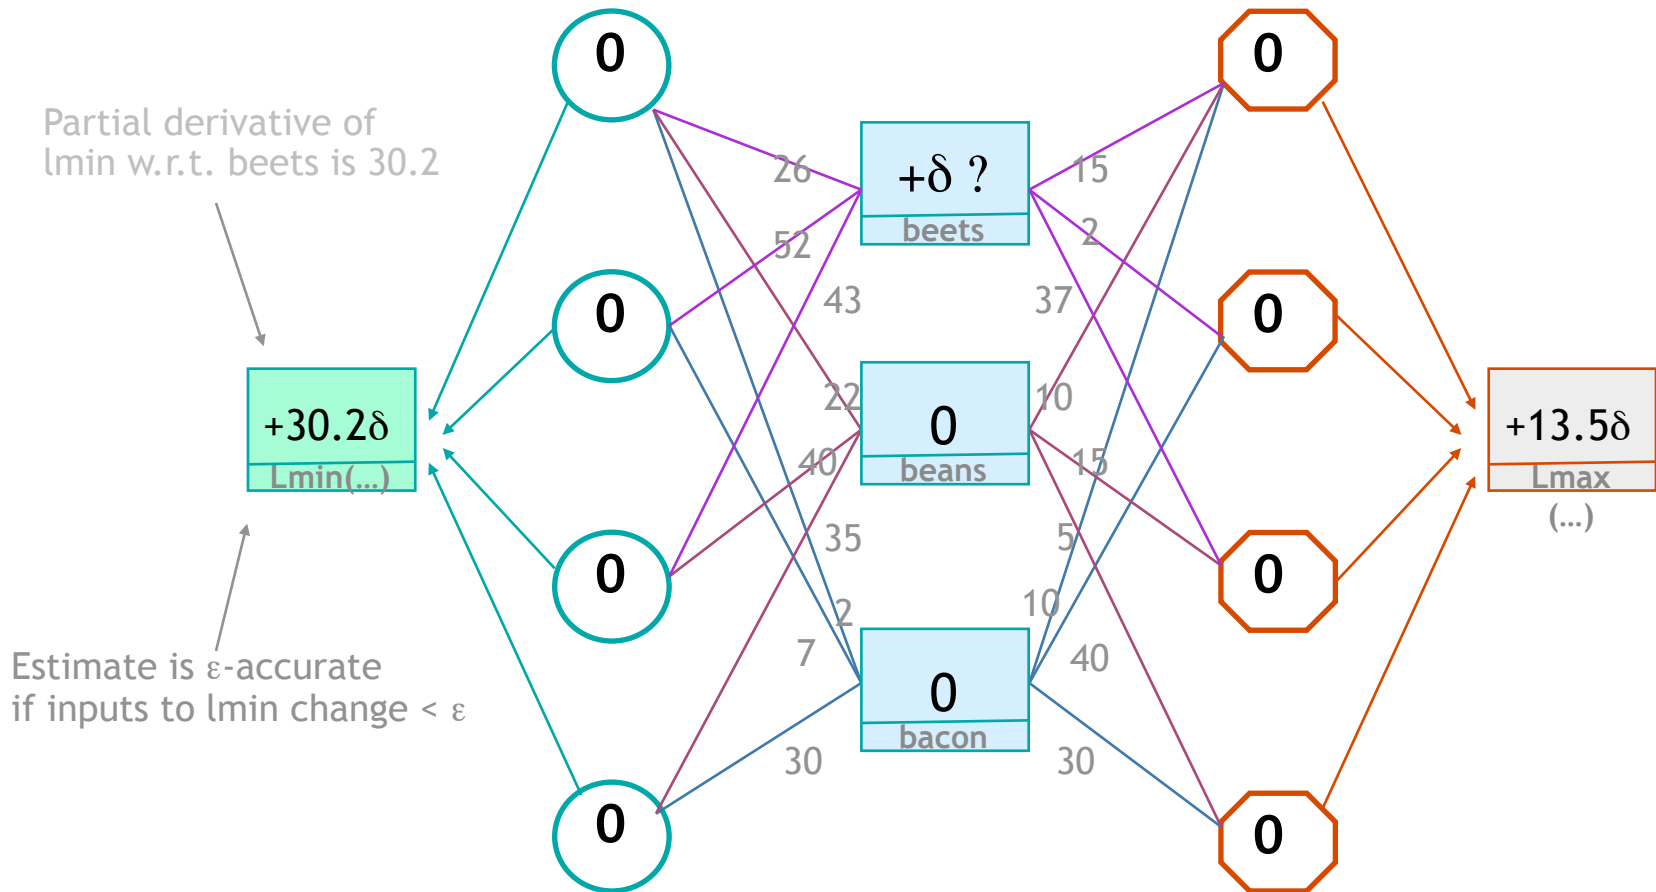 0
0
Partial derivative of
lmin w.r.t. beets is 30.2
26
+δ ?
15
beets
2
52
43
37
0
0
22
10
+30.2δ
0
+13.5δ
Lmin(...)
40
beans
15
Lmax
(...)
35
5
0
0
2
10
7
40
Estimate is ε-accurate
if inputs to lmin change < ε
0
bacon
30
30
0
0